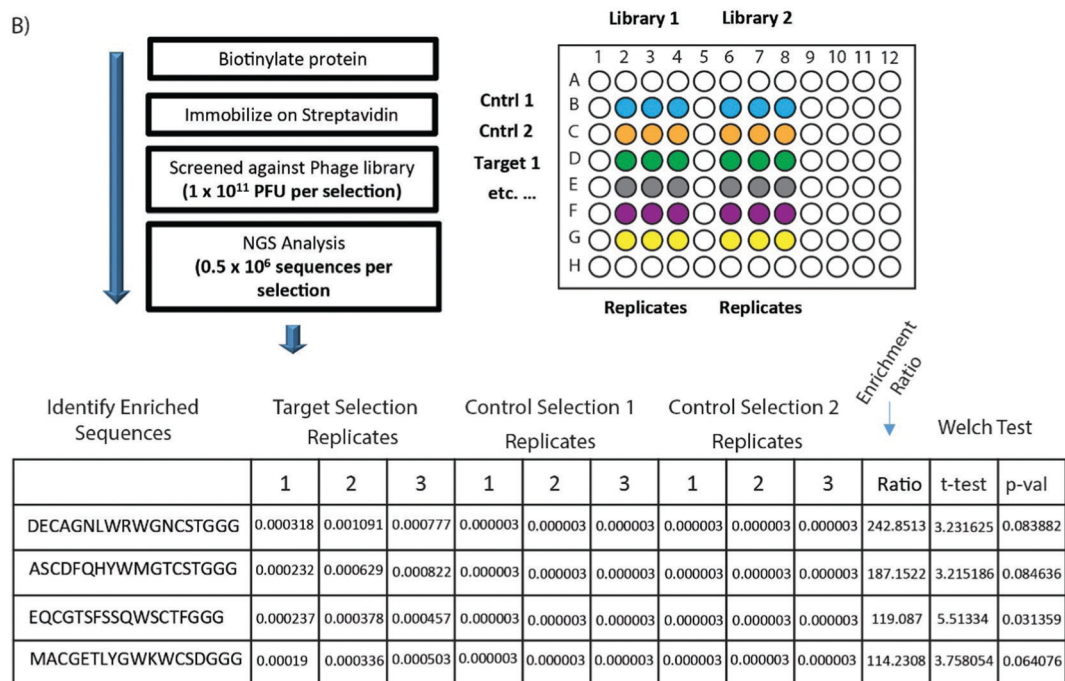 B)
Biotinylate protein
Immobilize on Streptavidin
Screened against Phage library
(1 x 10¹¹ PFU per selection)
NGS Analysis
(0.5 x 10⁶ sequences per
selection
Library 1 Library 2
1 2 3 4 5 6 7 8 9 10 11 12
A
Cntrl 1 B
Cntrl 2 C
Target 1 D
etc. ... E
F
G
H
Replicates Replicates
Enrichment
Ratio
Identify Enriched
Sequences
Target Selection
Replicates
Control Selection 1
Replicates
Control Selection 2
Replicates
Welch Test
1 2 3 1 2 3 1 2 3 Ratio t-test p-val
DECAGNLWRWGNCSTGGG 0.000318 0.001091 0.000777 0.000003 0.000003 0.000003 0.000003 0.000003 0.000003 242.8513 3.231625 0.083882
ASCDFQHYWMGTCSTGGG 0.000232 0.000629 0.000822 0.000003 0.000003 0.000003 0.000003 0.000003 0.000003 187.1522 3.215186 0.084636
EQCGTSFSSQWSCTFGGG 0.000237 0.000378 0.000457 0.000003 0.000003 0.000003 0.000003 0.000003 0.000003 119.087 5.51334 0.031359
MACGETLYGWKWCSDGGG 0.00019 0.000336 0.000503 0.000003 0.000003 0.000003 0.000003 0.000003 0.000003 114.2308 3.758054 0.064076